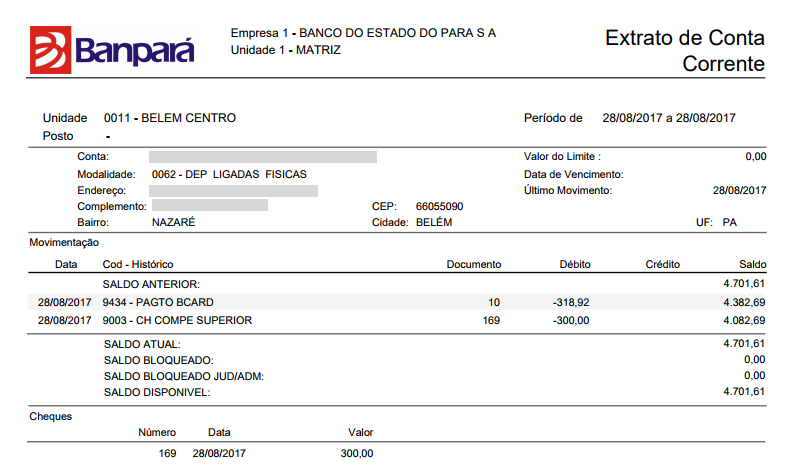 Banpará
Empresa 1 - BANCO DO ESTADO DO PARA S A
Unidade 1 - MATRIZ
Extrato de Conta
Corrente
Unidade 0011 - BELEM CENTRO Período de 28/08/2017 a 28/08/2017
Posto -
Conta: Valor do Limite : 0,00
Modalidade: 0062 - DEP LIGADAS FISICAS Data de Vencimento:
Endereço: Último Movimento: 28/08/2017
Complemento: CEP: 66055090
Bairro: NAZARÉ Cidade: BELÉM UF: PA
Movimentação
Data Cod - Histórico Documento Débito Crédito Saldo
SALDO ANTERIOR: 4.701,61
28/08/2017 9434 - PAGTO BCARD 10 -318,92 4.382,69
28/08/2017 9003 - CH COMPE SUPERIOR 169 -300,00 4.082,69
SALDO ATUAL: 4.701,61
SALDO BLOQUEADO: 0,00
SALDO BLOQUEADO JUD/ADM: 0,00
SALDO DISPONIVEL: 4.701,61
Cheques
Número Data Valor
169 28/08/2017 300,00